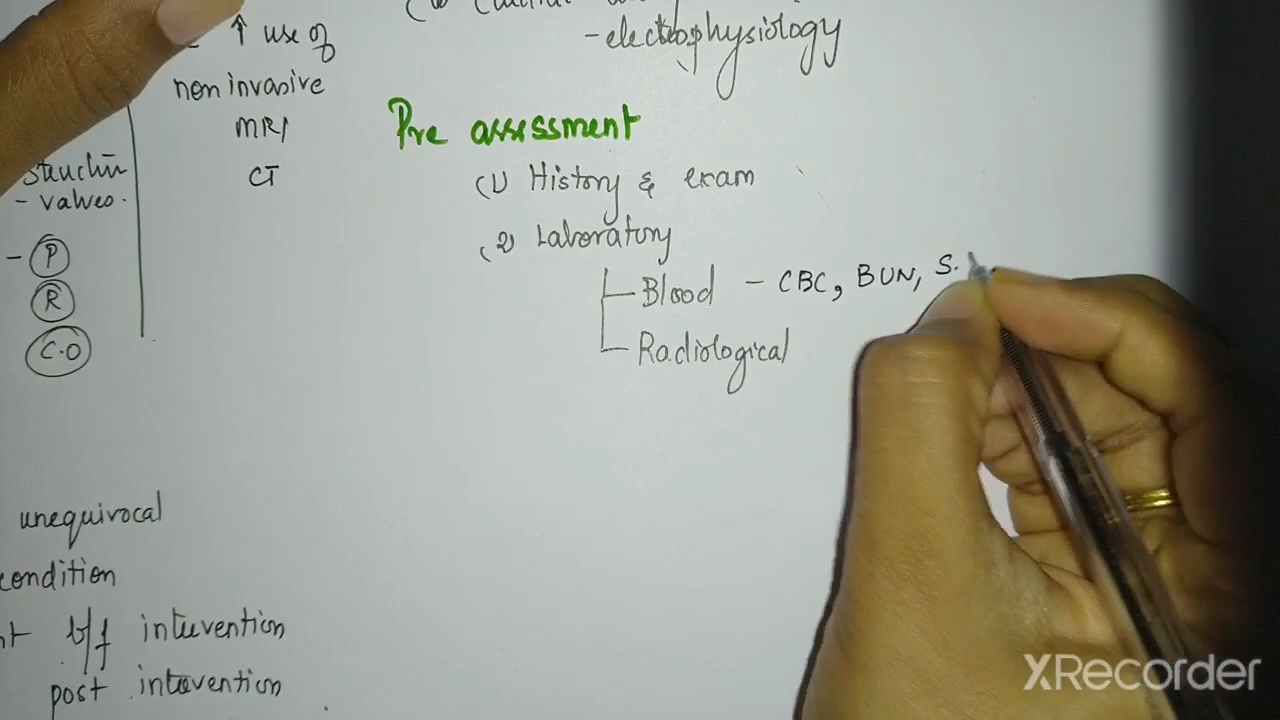 ↑ use of
non invasive
MRI
CT
- valves.
- P
R
C.O
unequivocal
condition
b/f intervention
post intervention
- electrophysiology
Pre assessment
(1) History & exam
(2) Laboratory
Blood - CBC, BUN, S.
Radiological
XRecorder